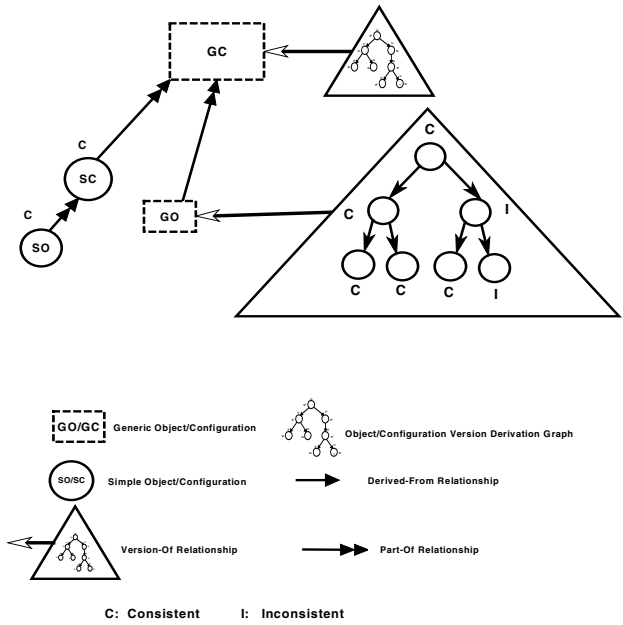 GC
C
SC
C
SO
GO
C
C
I
C
C
C
I
GO/GC
Generic Object/Configuration
Object/Configuration Version Derivation Graph
SO/SC
Simple Object/Configuration
Derived-From Relationship
Version-Of Relationship
Part-Of Relationship
C: Consistent
I: Inconsistent